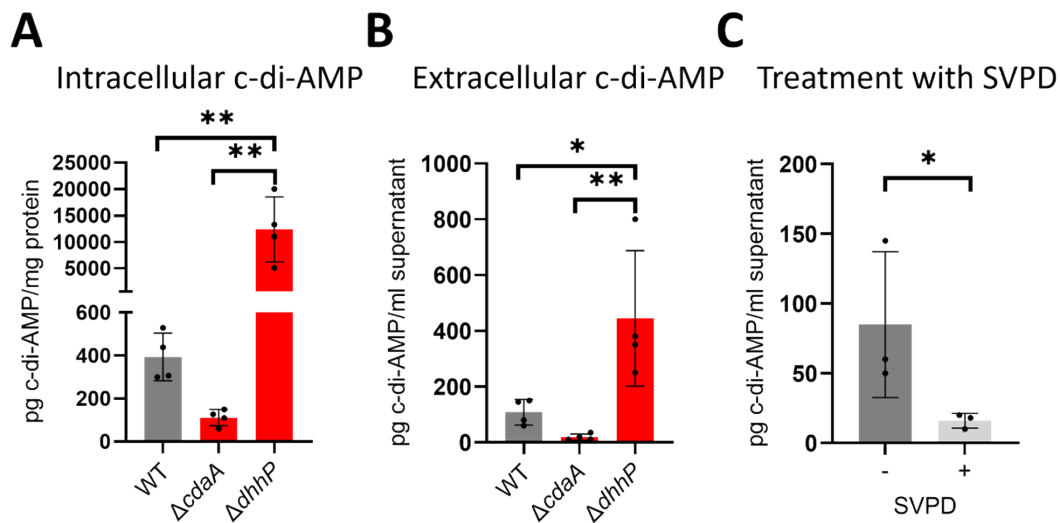 A
Intracellular c-di-AMP
**
**
pg c-di-AMP/mg protein
25000
20000
15000
10000
5000
600
400
200
0
WT
ΔcdaA
ΔdhhP
B
Extracellular c-di-AMP
*
**
pg c-di-AMP/ml supernatant
1000
800
600
400
200
0
WT
ΔcdaA
ΔdhhP
C
Treatment with SVPD
*
pg c-di-AMP/ml supernatant
200
150
100
50
0
- +
SVPD